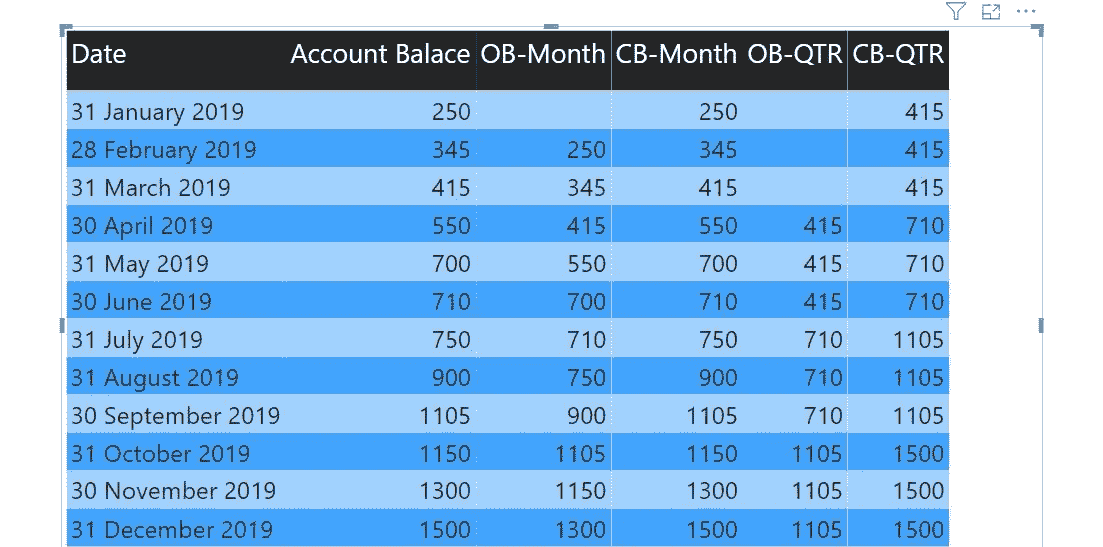 Date Account Balace OB-Month CB-Month OB-QTR CB-QTR
31 January 2019 250 250 415
28 February 2019 345 250 345 415
31 March 2019 415 345 415 415
30 April 2019 550 415 550 415 710
31 May 2019 700 550 700 415 710
30 June 2019 710 700 710 415 710
31 July 2019 750 710 750 710 1105
31 August 2019 900 750 900 710 1105
30 September 2019 1105 900 1105 710 1105
31 October 2019 1150 1105 1150 1105 1500
30 November 2019 1300 1150 1300 1105 1500
31 December 2019 1500 1300 1500 1105 1500